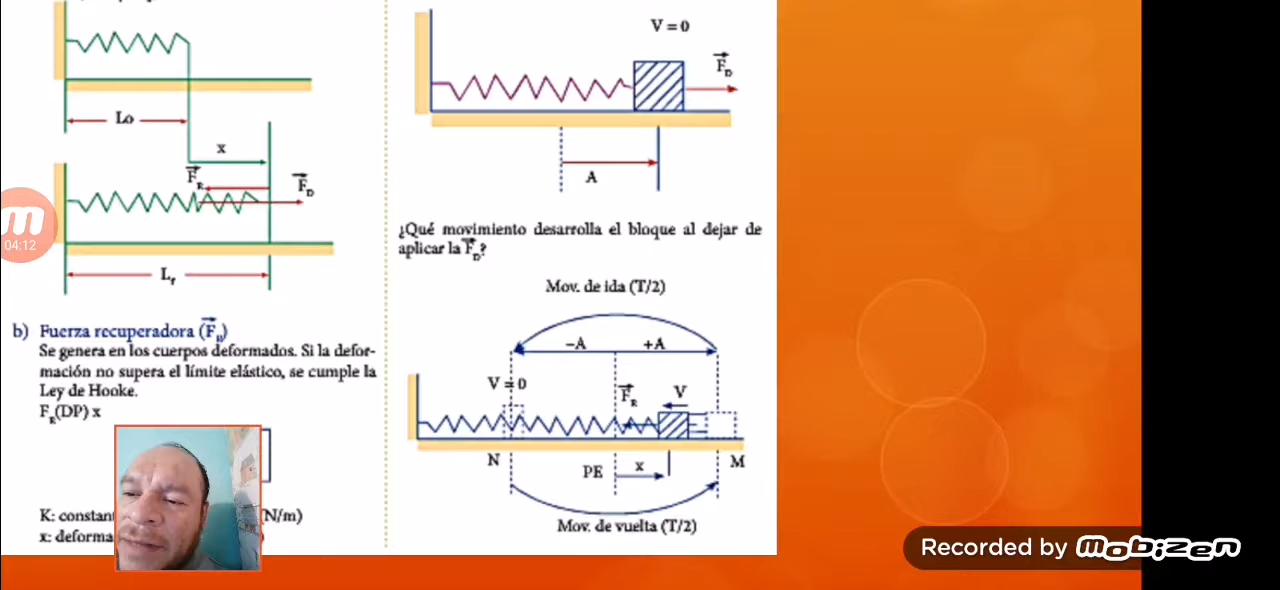 Lo
x
F_R
F_D
L_f
b) Fuerza recuperadora (F_R)
Se genera en los cuerpos deformados. Si la defor-
mación no supera el límite elástico, se cumple la
Ley de Hooke.
F_R(DP) x
K: constan
N/m)
x: deforma
V = 0
F_D
A
¿Qué movimiento desarrolla el bloque al dejar de
aplicar la F_D?
Mov. de ida (T/2)
-A
+A
V = 0
F_R
V
N
PE
x
M
Mov. de vuelta (T/2)
m
04:12
Recorded by Mobizen